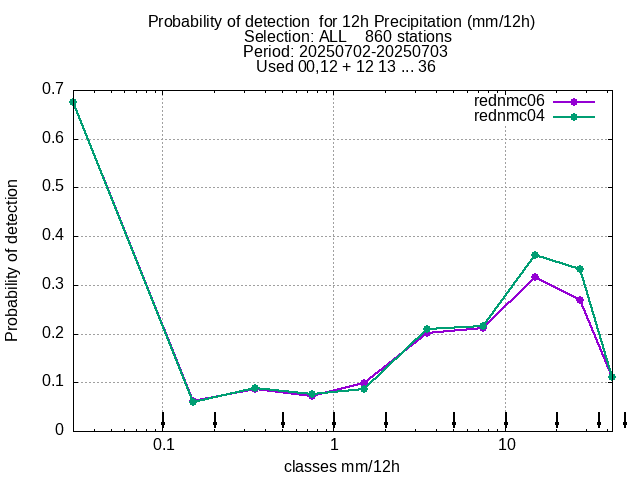 Probability of detection  for 12h Precipitation (mm/12h)
Selection: ALL    860 stations
Period: 20250702-20250703
Used 00,12 + 12 13 ... 36
rednmc06
rednmc04
0.7
0.6
0.5
0.4
0.3
0.2
0.1
0
Probability of detection
0.1 1 10
classes mm/12h